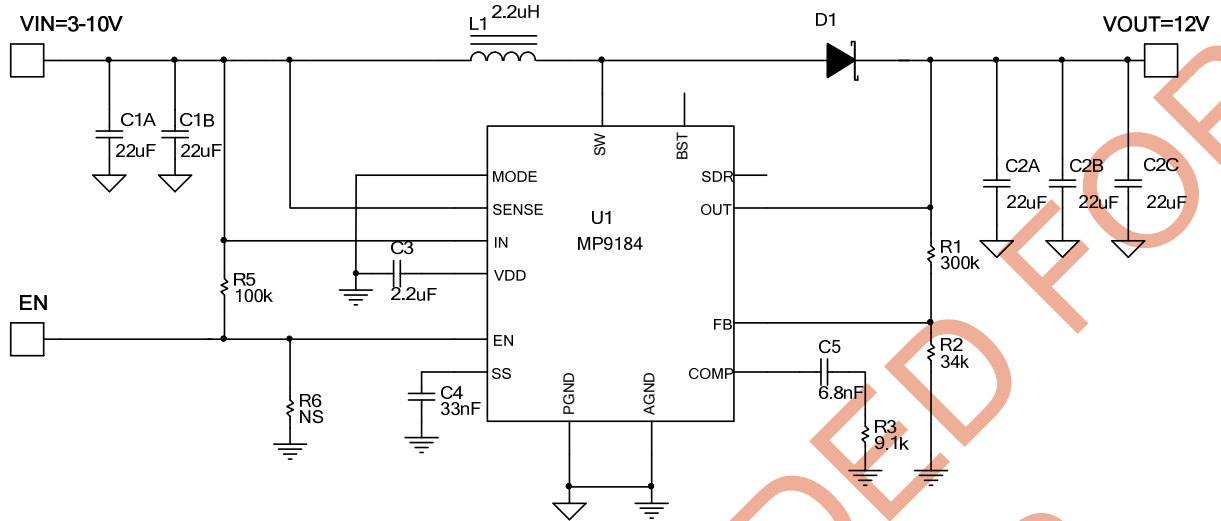 VIN=3-10V
L1
2.2uH
D1
VOUT=12V
C1A
22uF
C1B
22uF
SW
BST
MODE
SENSE
IN
VDD
EN
SS
SDR
OUT
FB
COMP
PGND
AGND
U1
MP9184
C3
2.2uF
R5
100k
EN
R6
NS
C4
33nF
C5
6.8nF
R3
9.1k
R1
300k
R2
34k
C2A
22uF
C2B
22uF
C2C
22uF
DED FOR